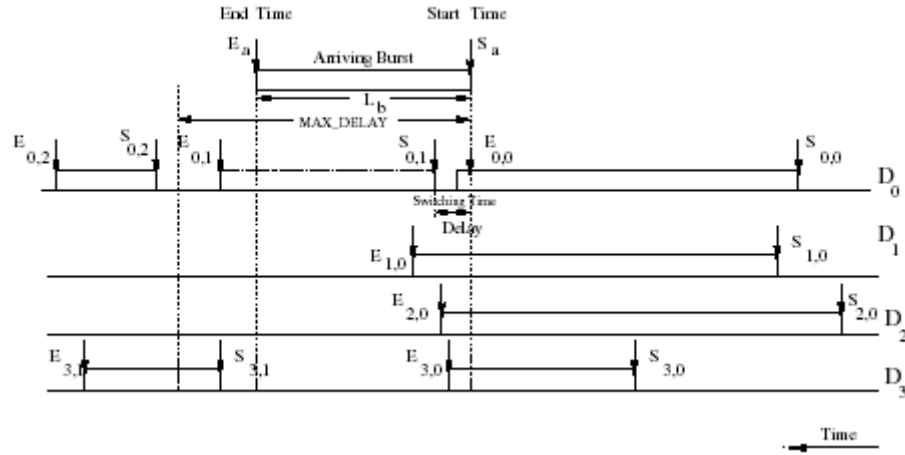 End Time Start Time
E a S a
Arriving Burst
L b
MAX_DELAY
E 0,2 S 0,2 E 0,1 S 0,1 E 0,0 S 0,0
D 0
Switching Time
Delay
D 1
E 1,0 S 1,0
E 2,0 S 2,0
D 2
E 3,1 S 3,1 E 3,0 S 3,0
D 3
Time